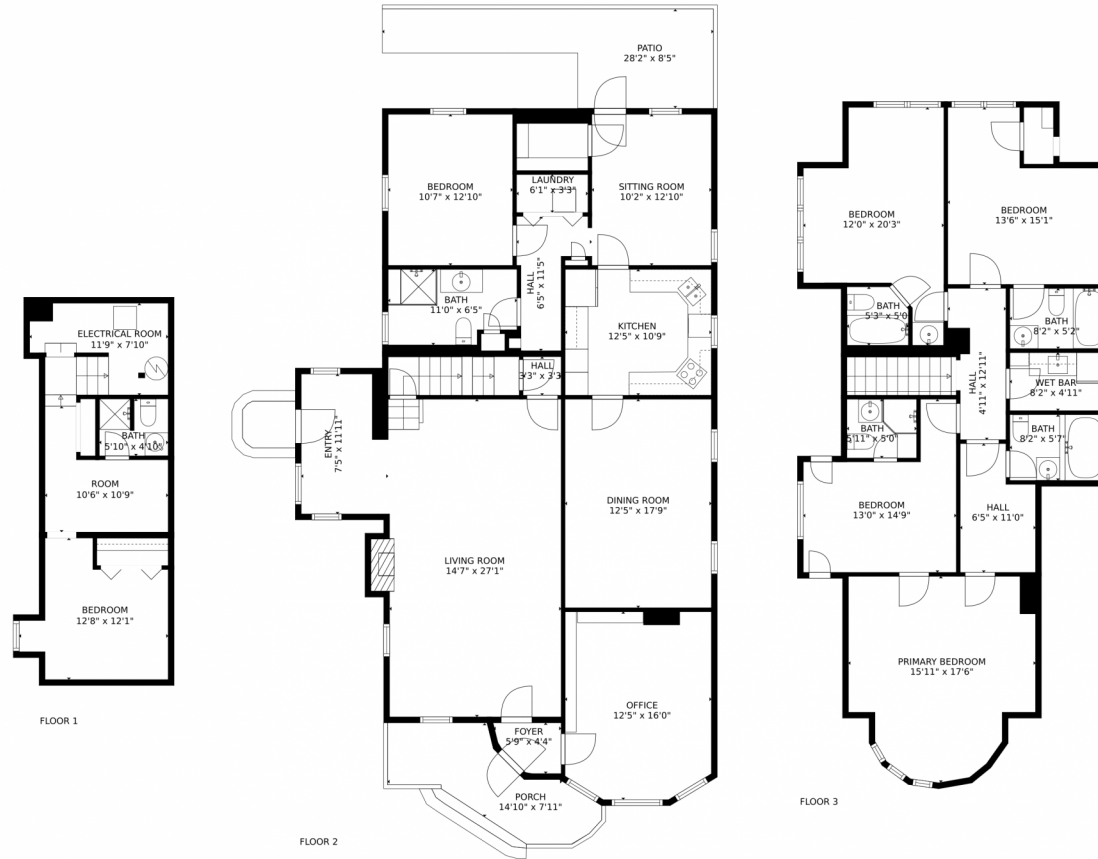 ELECTRICAL ROOM
11'9" x 7'10"
BATH
5'10" x 4'10"
ROOM
10'6" x 10'9"
BEDROOM
12'8" x 12'1"
FLOOR 1
PATIO
28'2" x 8'5"
BEDROOM
10'7" x 12'10"
LAUNDRY
6'1" x 3'3"
SITTING ROOM
10'2" x 12'10"
HALL
6'5" x 11'5"
BATH
11'0" x 6'5"
KITCHEN
12'5" x 10'9"
HALL
3'3" x 3'3"
ENTRY
7'5" x 11'11"
DINING ROOM
12'5" x 17'9"
LIVING ROOM
14'7" x 27'1"
OFFICE
12'5" x 16'0"
FOYER
5'9" x 4'4"
PORCH
14'10" x 7'11"
FLOOR 2
BEDROOM
12'0" x 20'3"
BEDROOM
13'6" x 15'1"
BATH
5'3" x 5'0"
BATH
8'2" x 5'2"
HALL
4'11" x 12'11"
WET BAR
8'2" x 4'11"
BATH
5'11" x 5'0"
BATH
8'2" x 5'7"
BEDROOM
13'0" x 14'9"
HALL
6'5" x 11'0"
PRIMARY BEDROOM
15'11" x 17'6"
FLOOR 3